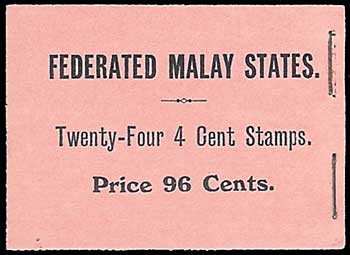 FEDERATED MALAY STATES.
Twenty-Four 4 Cent Stamps.
Price 96 Cents.